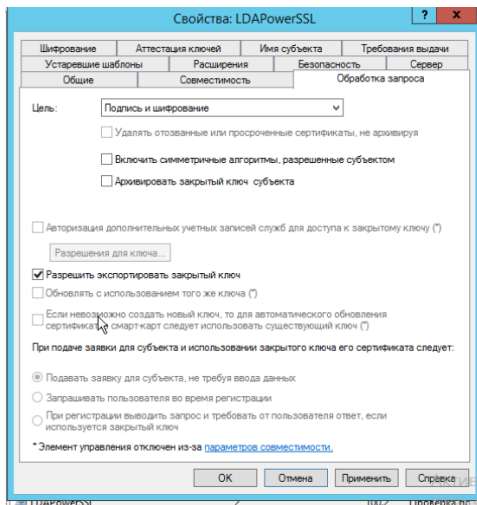 Свойства: LDAPowerSSL
? x
Шифрование Аттестация ключей Имя субъекта Требования выдачи
Устаревшие шаблоны Расширения Безопасность Сервер
Общие Совместимость Обработка запроса
Цель: Подпись и шифрование
Удалять отозванные или просроченные сертификаты, не архивируя
Включить симметричные алгоритмы, разрешенные субъектом
Архивировать закрытый ключ субъекта
Авторизация дополнительных учетных записей служб для доступа к закрытому ключу (*)
Разрешения для ключа...
Разрешить экспортировать закрытый ключ
Обновлять с использованием того же ключа (*)
Если невозможно создать новый ключ, то для автоматического обновления
сертификатов смарт-карт следует использовать существующий ключ (*)
При подаче заявки для субъекта и использовании закрытого ключа его сертификата следует:
Подавать заявку для субъекта, не требуя ввода данных
Запрашивать пользователя во время регистрации
При регистрации выводить запрос и требовать от пользователя ответ, если
используется закрытый ключ
* Элемент управления отключен из-за параметров совместимости.
OK Отмена Применить Справка
LDAPowerSSL 2 100.2